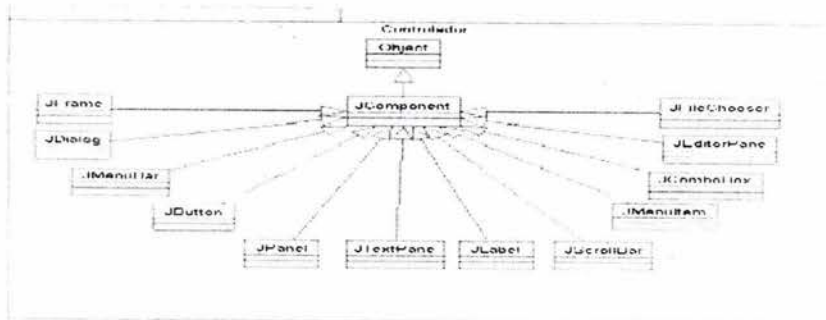 Controlador
Object
JComponent
JFrame
JFileChooser
JDialog
JEditorPane
JMenuBar
JComboBox
JButton
JMenuItem
JPanel
JTextPane
JLabel
JScrollBar